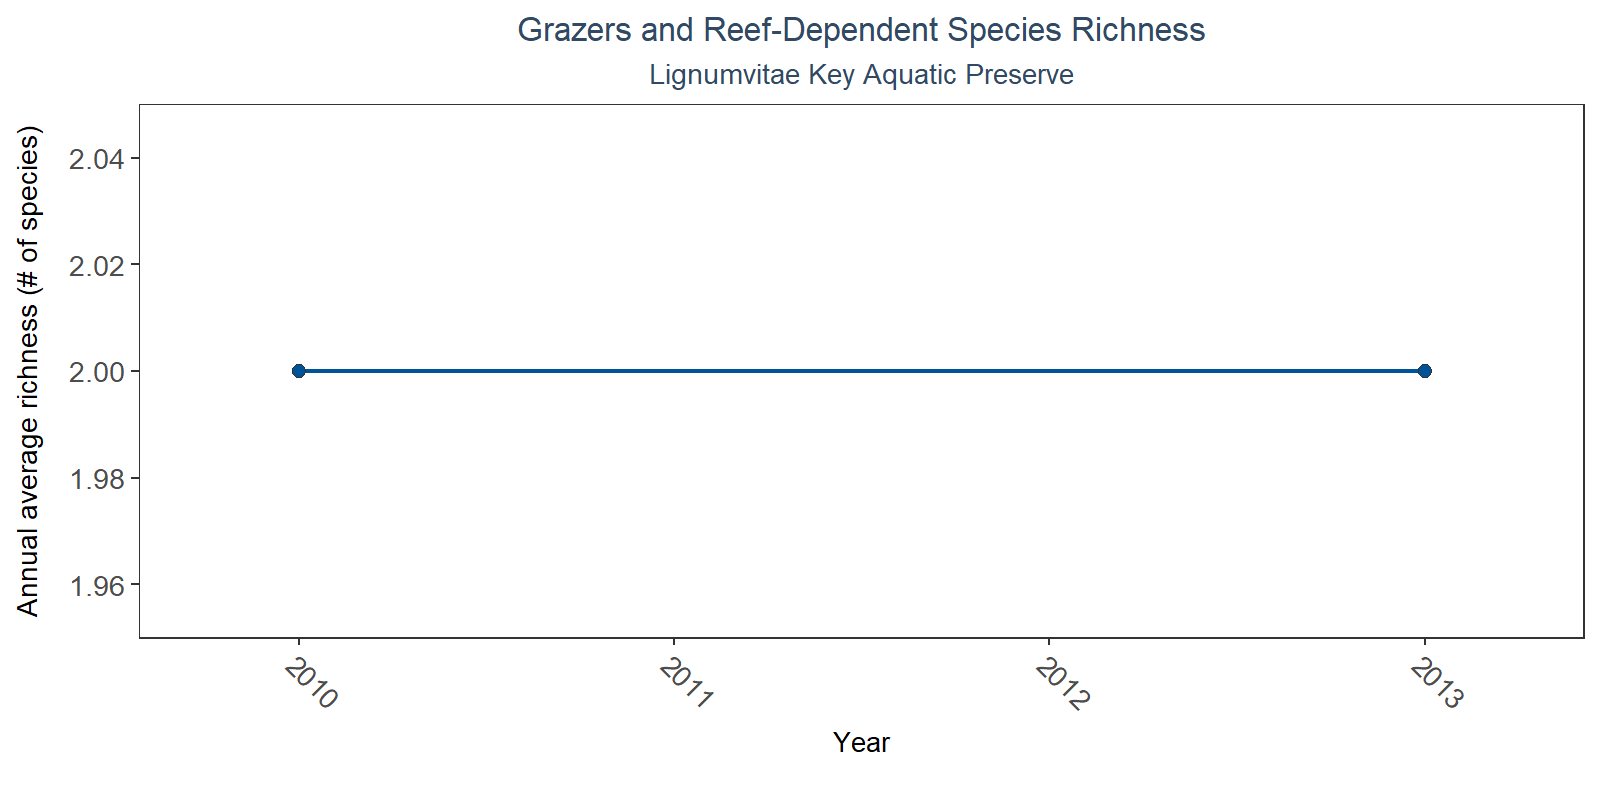 Grazers and Reef-Dependent Species Richness
Lignumvitae Key Aquatic Preserve
Annual average richness (# of species)
2.04
2.02
2.00
1.98
1.96
2010
2011
2012
2013
Year